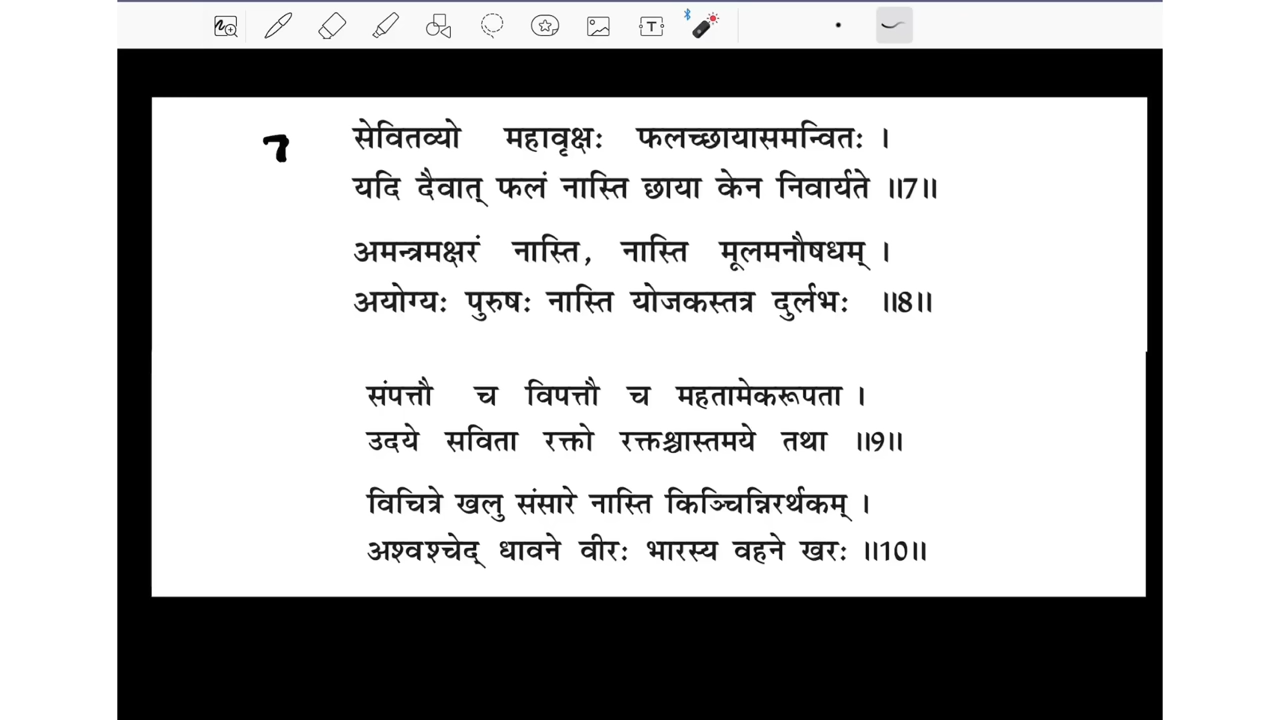 7
सेवितव्यो महावृक्षः फलच्छायासमन्वितः ।
यदि दैवात् फलं नास्ति छाया केन निवार्यते ॥7॥
अमन्त्रमक्षरं नास्ति, नास्ति मूलमनौषधम् ।
अयोग्यः पुरुषः नास्ति योजकस्तत्र दुर्लभः ॥8॥
संपत्तौ च विपत्तौ च महतामेकरूपता ।
उदये सविता रक्तो रक्तश्चास्तमये तथा ॥9॥
विचित्रे खलु संसारे नास्ति किञ्चिन्निरर्थकम् ।
अश्वश्चेद् धावने वीरः भारस्य वहने खरः ॥10॥